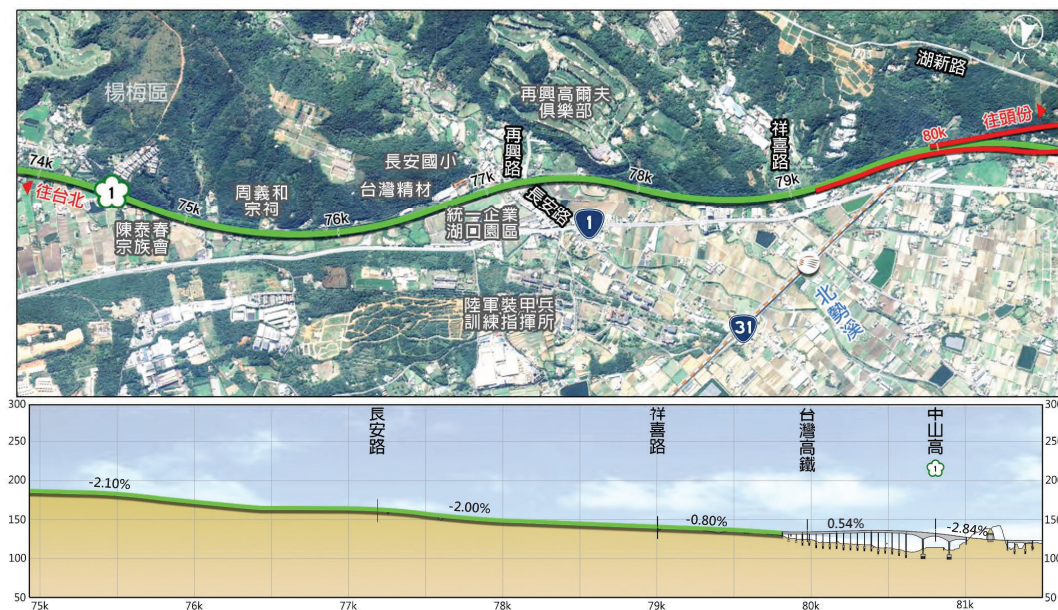 楊梅區
74k
往台北
1
陳泰春
宗族會
75k
周義和
宗祠
76k
長安國小
台灣精材
77k
再興路
長安路
統一企業
湖口園區
再興高爾夫
俱樂部
78k
1
陸軍裝甲兵
訓練指揮所
祥喜路
79k
80k
往頭份
湖新路
N
北勢溪
31
300
250
200
150
100
50
300
250
200
150
100
50
長安路
祥喜路
台灣高鐵
中山高
1
-2.10%
-2.00%
-0.80%
0.54%
-2.84%
75k
76k
77k
78k
79k
80k
81k